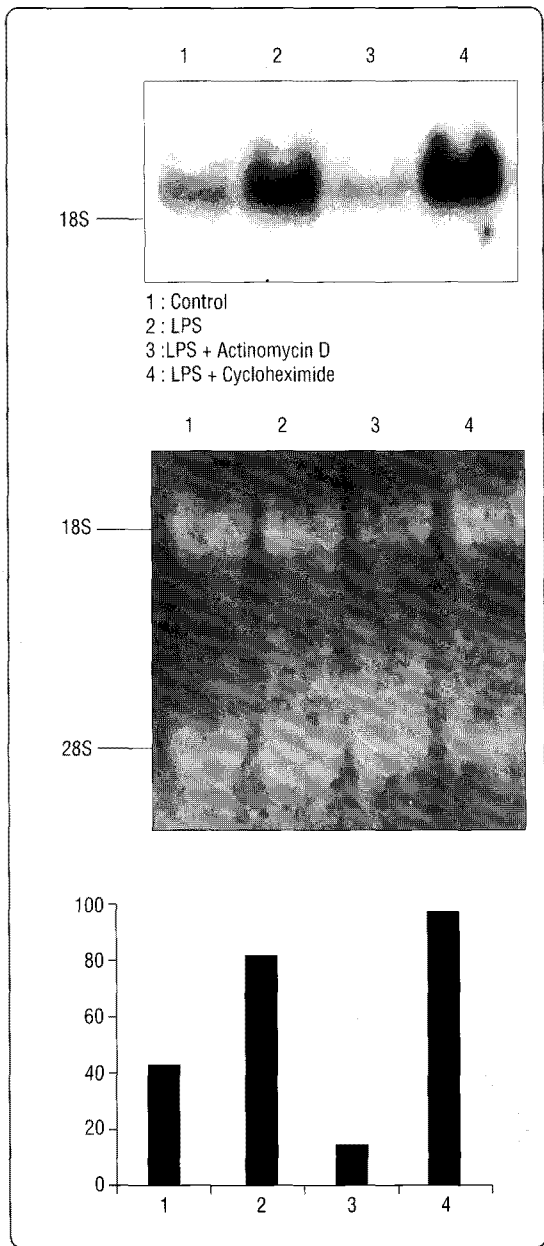 1 2 3 4
18S
1 : Control
2 : LPS
3 :LPS + Actinomycin D
4 : LPS + Cycloheximide
1 2 3 4
18S
28S
100
80
60
40
20
0
1 2 3 4